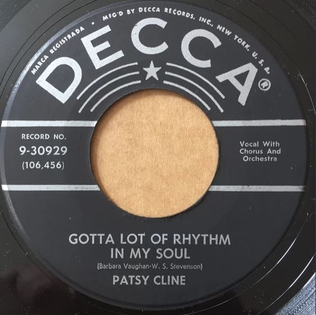 MARCA REGISTRADA • MFG'D BY DECCA RECORDS, INC., NEW YORK, U.S.A.
DECCA®
RECORD NO.
9-30929
(106,456)
Vocal With
Chorus And
Orchestra
GOTTA LOT OF RHYTHM
IN MY SOUL
(Barbara Vaughan-W. S. Stevenson)
PATSY CLINE